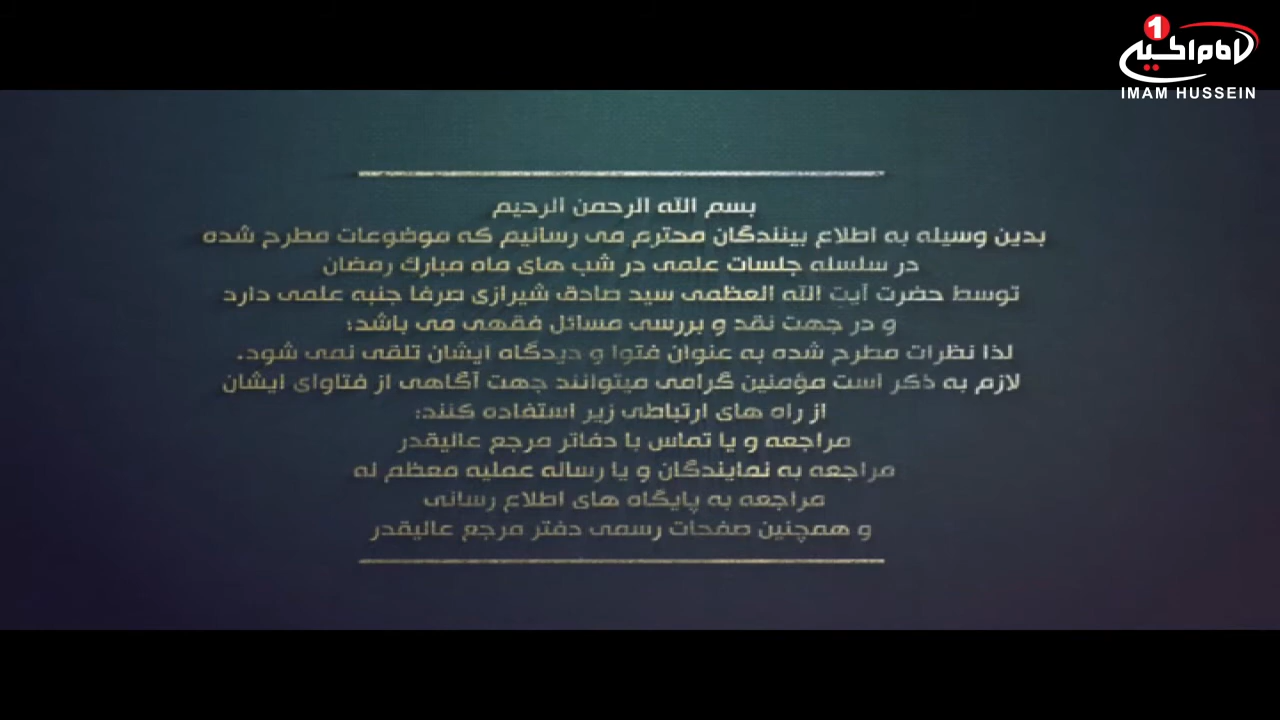 1
امام الحسین
IMAM HUSSEIN
بسم الله الرحمن الرحیم
بدین وسیله به اطلاع بینندگان محترم می رسانیم که موضوعات مطرح شده
در سلسله جلسات علمی در شب های ماه مبارك رمضان
توسط حضرت آیت الله العظمی سید صادق شیرازی صرفا جنبه علمی دارد
و در جهت نقد و بررسی مسائل فقهی می باشد؛
لذا نظرات مطرح شده به عنوان فتوا و دیدگاه ایشان تلقی نمی شود.
لازم به ذکر است مؤمنین گرامی میتوانند جهت آگاهی از فتاوای ایشان
از راه های ارتباطی زیر استفاده کنند:
مراجعه و یا تماس با دفاتر مرجع عالیقدر
مراجعه به نمایندگان و یا رساله عملیه معظم له
مراجعه به پایگاه های اطلاع رسانی
و همچنین صفحات رسمی دفتر مرجع عالیقدر